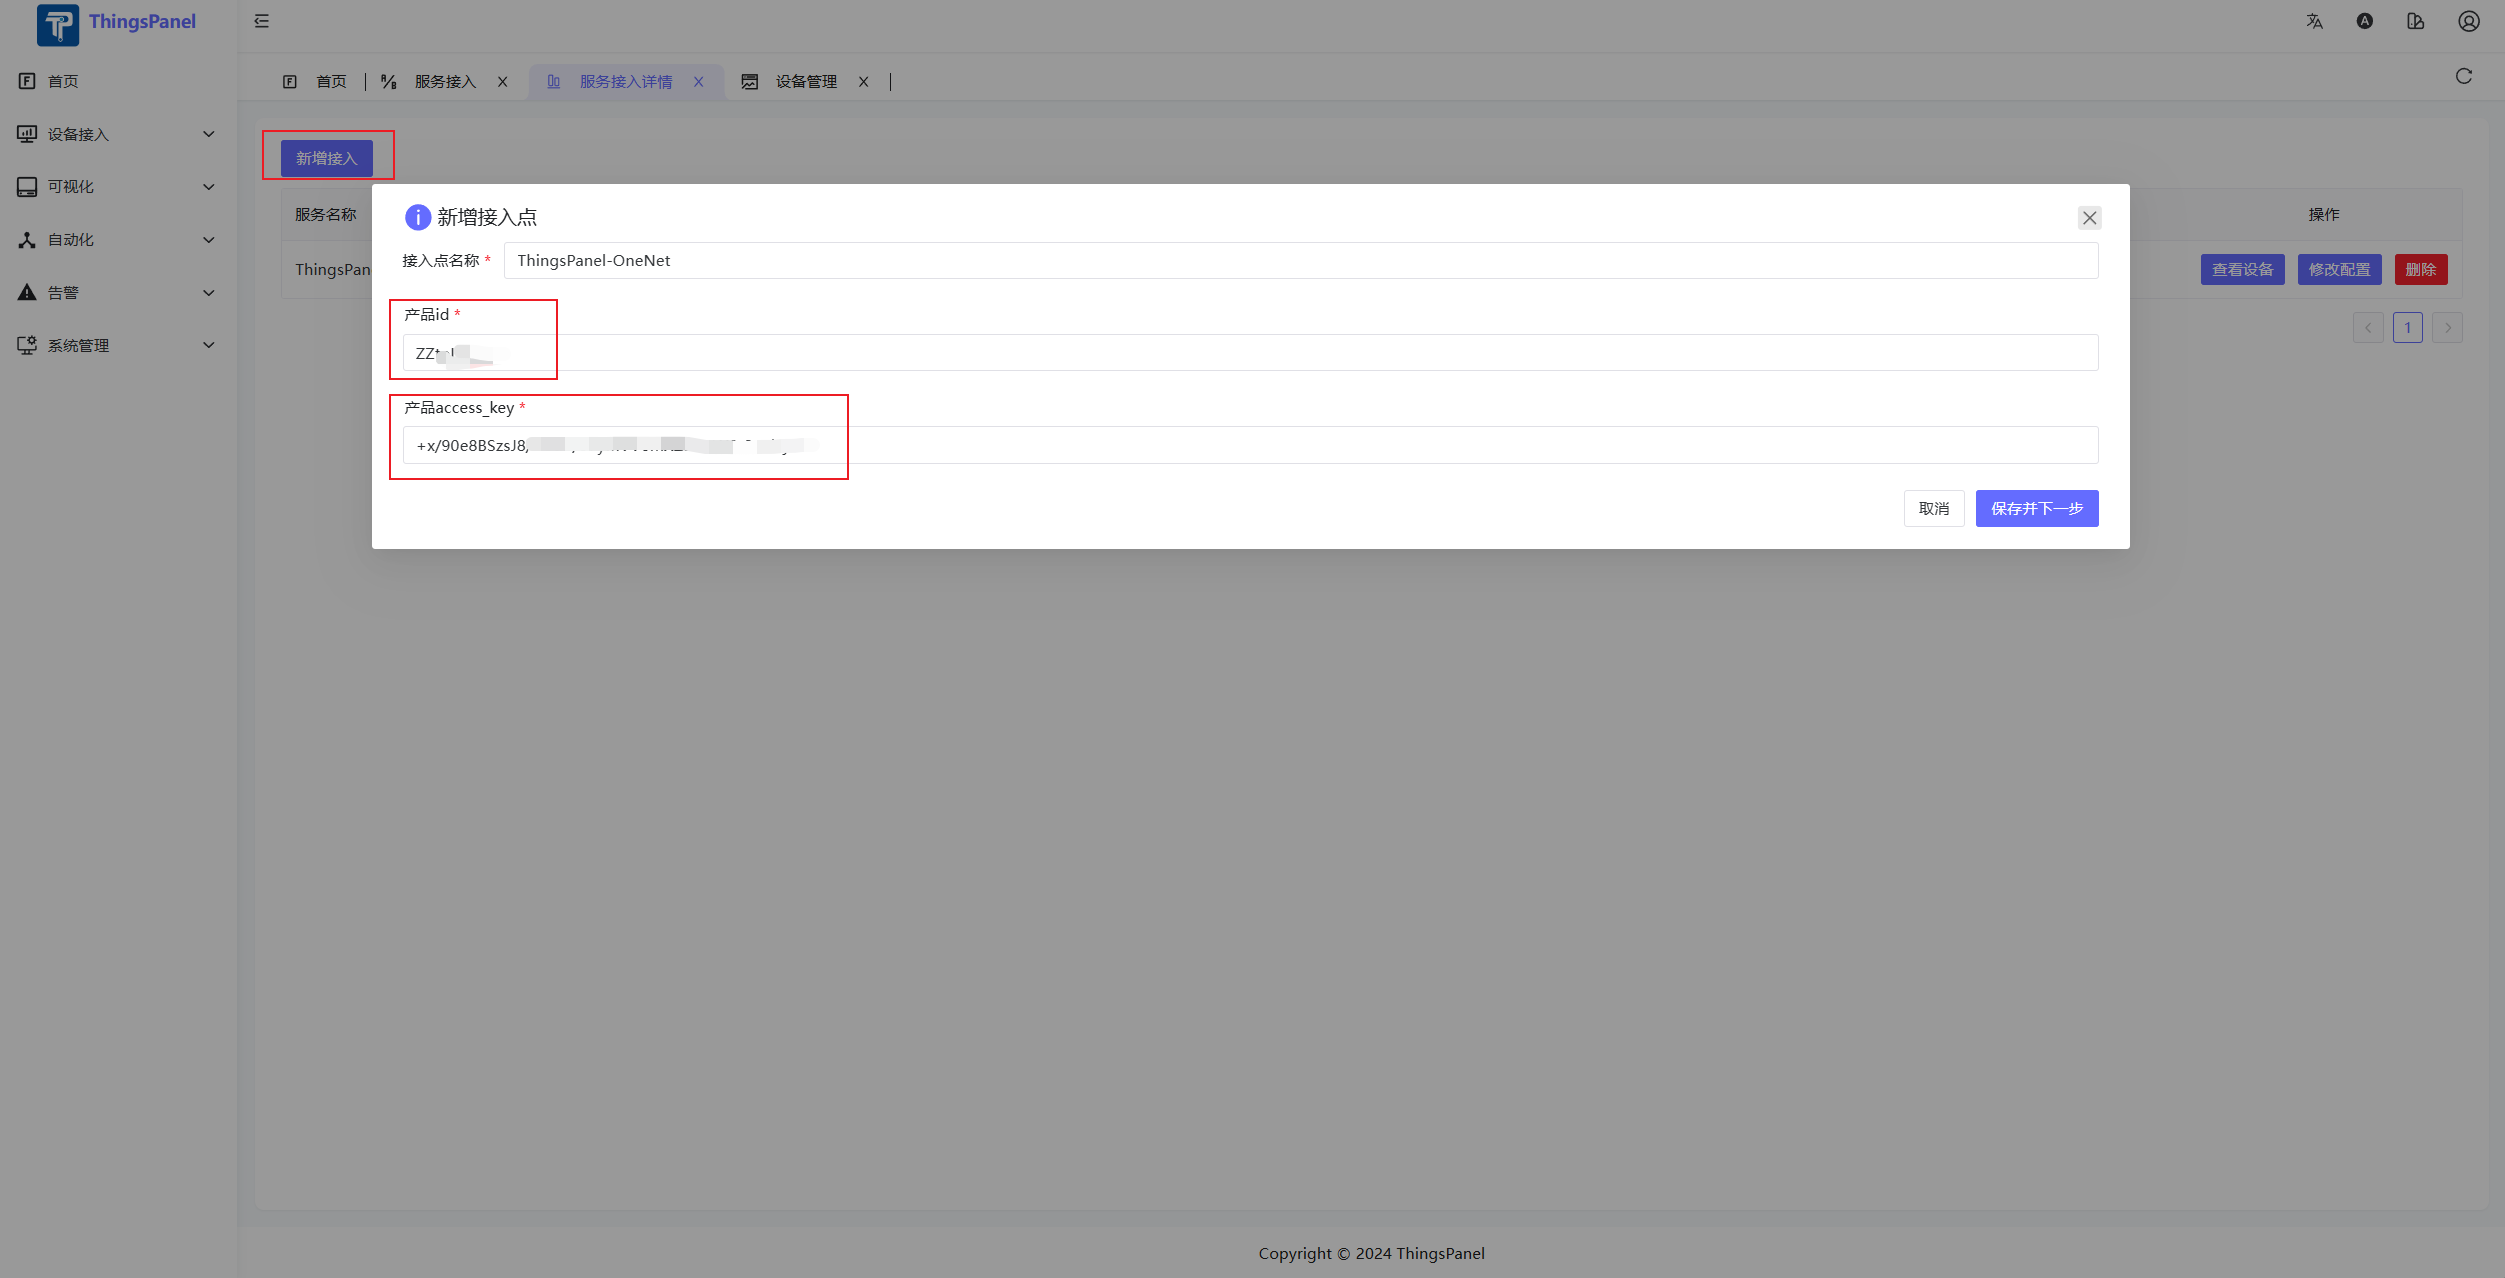 ThingsPanel
首页
设备接入
可视化
自动化
告警
系统管理
首页
服务接入
服务接入详情
设备管理
新增接入
服务名称
操作
ThingsPan
查看设备
修改配置
删除
1
新增接入点
接入点名称 *
ThingsPanel-OneNet
产品id *
产品access_key *
+x/90e8BSzsJ8/
取消
保存并下一步
Copyright © 2024 ThingsPanel